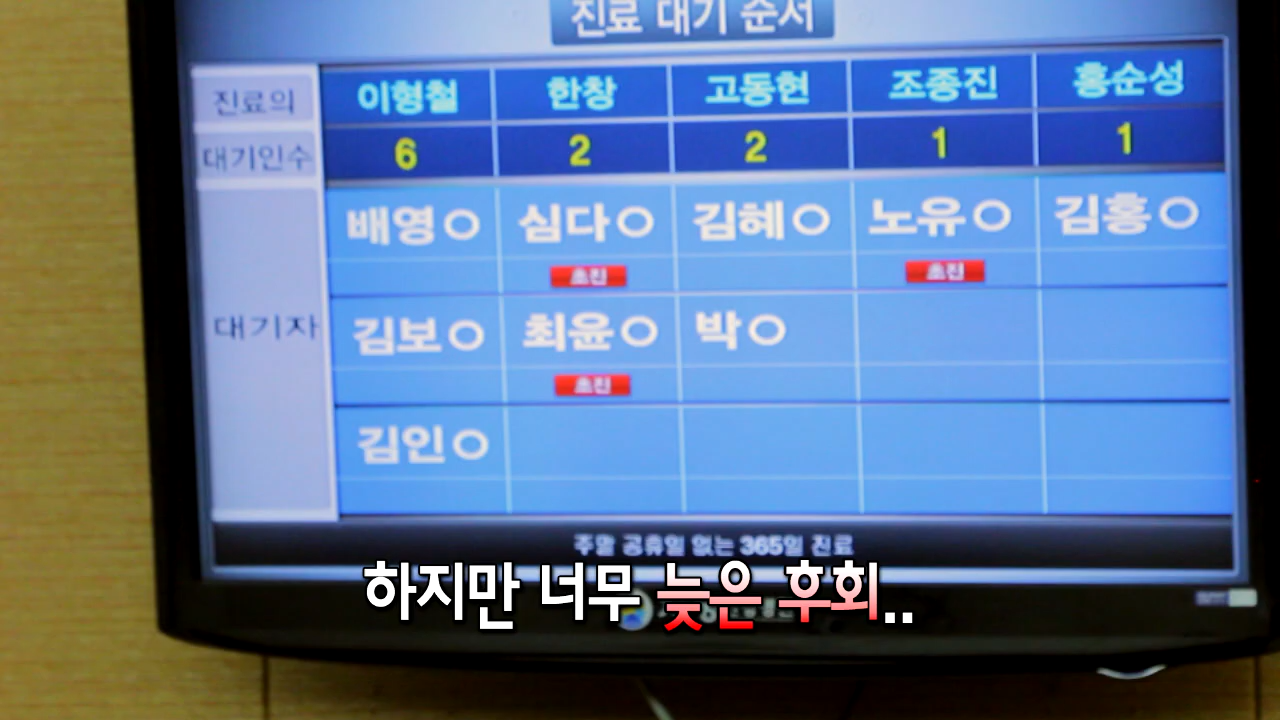 진료 대기 순서
진료의 이형철 한창 고동현 조종진 홍순성
대기인수 6 2 2 1 1
대기자 배영○ 심다○ 김혜○ 노유○ 김홍○
초진 초진
김보○ 최윤○ 박○
초진
김인○
주말 공휴일 없는 365일 진료
하지만 너무 늦은 후회..